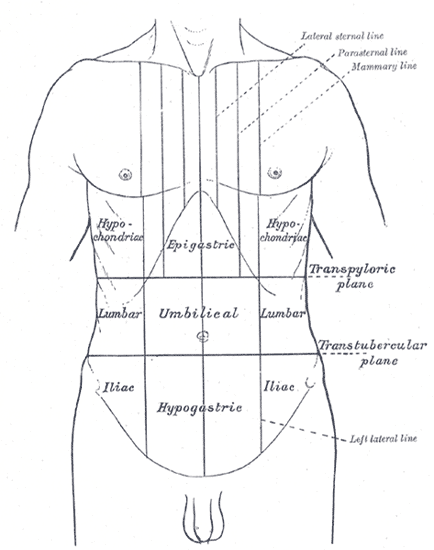 Lateral sternal line
Parasternal line
Mammary line
Hypo-
chondriac
Hypo-
chondriac
Epigastric
Transpyloric
plane
Lumbar
Umbilical
Lumbar
Transtubercular
plane
Iliac
Iliac
Hypogastric
Left lateral line